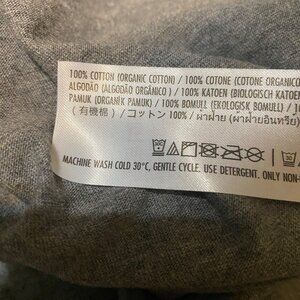 100% COTTON (ORGANIC COTTON) / 100% COTONE (COTONE ORGANICO
ALGODÃO (ALGODÃO ORGÂNICO ) / 100% KATOEN (BIOLOGISCH KATOEN
PAMUK (ORGANİK PAMUK) / 100% BOMULL (EKOLOGISK BOMULL) /
(有機棉) /コットン 100% / ผ้าฝ้าย (ผ้าฝ้ายอินทรีย์)
30
MACHINE WASH COLD 30°C, GENTLE CYCLE. USE DETERGENT. ONLY NON-